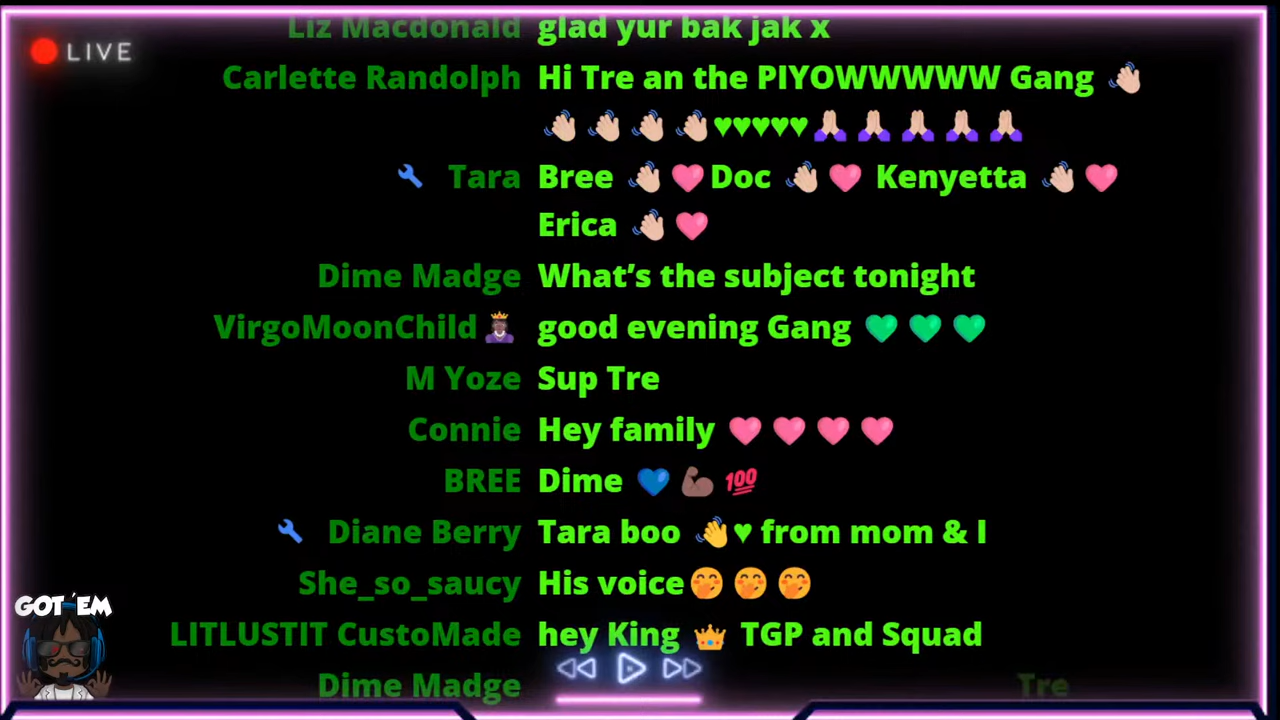 Liz Macdonald glad yur bak jak x
LIVE
Carlette Randolph Hi Tre an the PIYOWWWWW Gang 👋🏻
👋🏻👋🏻👋🏻👋🏻♥♥♥♥♥🙏🏻🙏🏻🙏🏻🙏🏻🙏🏻
Tara Bree 👋🏻🩷Doc 👋🏻🩷 Kenyetta 👋🏻🩷
Erica 👋🏻🩷
Dime Madge What’s the subject tonight
VirgoMoonChild👸🏿 good evening Gang 💚💚💚
M Yoze Sup Tre
Connie Hey family 🩷🩷🩷🩷
BREE Dime 💙💪🏾💯
Diane Berry Tara boo 👋♥ from mom & I
She_so_saucy His voice🤭🤭🤭
GOT 'EM
LITLUSTIT CustoMade hey King 👑 TGP and Squad
Dime Madge Tre